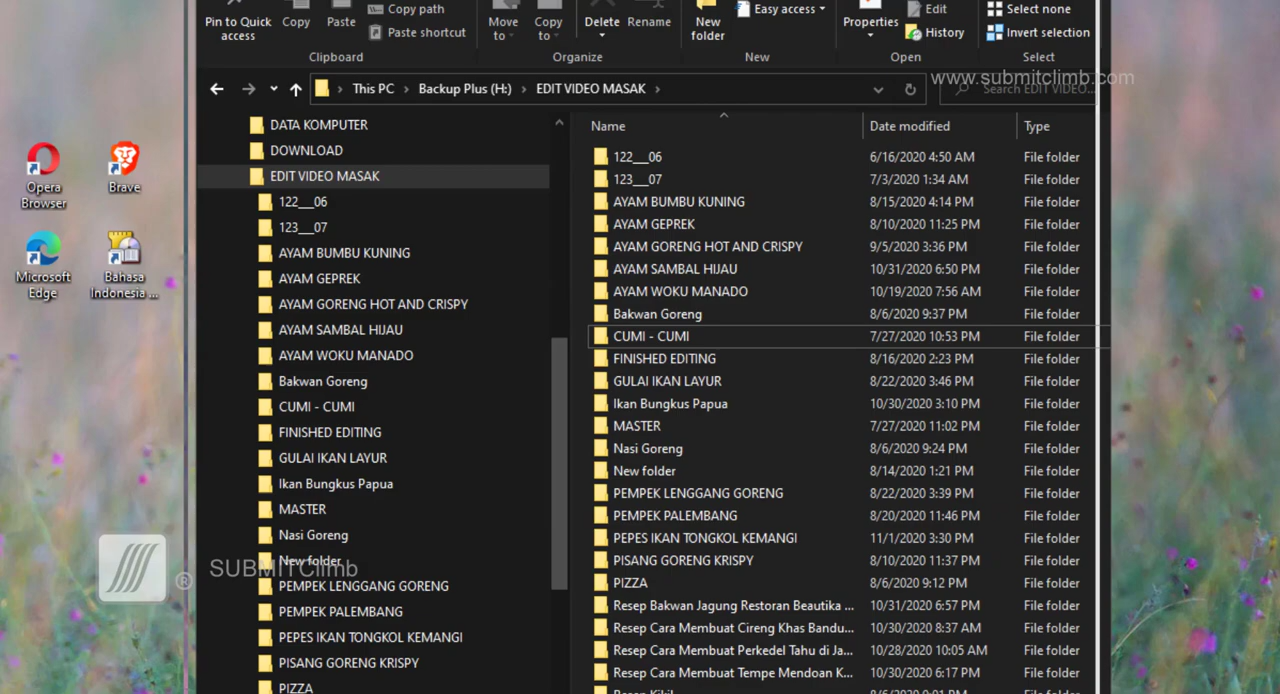 Pin to Quick access
Copy
Paste
Copy path
Paste shortcut
Clipboard
Move to
Copy to
Delete
Rename
Organize
New folder
Easy access
New
Properties
Edit
History
Open
Select none
Invert selection
Select
www.submitclimb.com
This PC > Backup Plus (H:) > EDIT VIDEO MASAK >
Search EDIT VIDEO...
Opera Browser
Brave
Microsoft Edge
Bahasa Indonesia ...
DATA KOMPUTER
DOWNLOAD
EDIT VIDEO MASAK
122___06
123___07
AYAM BUMBU KUNING
AYAM GEPREK
AYAM GORENG HOT AND CRISPY
AYAM SAMBAL HIJAU
AYAM WOKU MANADO
Bakwan Goreng
CUMI - CUMI
FINISHED EDITING
GULAI IKAN LAYUR
Ikan Bungkus Papua
MASTER
Nasi Goreng
New folder
PEMPEK LENGGANG GORENG
PEMPEK PALEMBANG
PEPES IKAN TONGKOL KEMANGI
PISANG GORENG KRISPY
PIZZA
® SUBMITClimb
Name Date modified Type
122___06 6/16/2020 4:50 AM File folder
123___07 7/3/2020 1:34 AM File folder
AYAM BUMBU KUNING 8/15/2020 4:14 PM File folder
AYAM GEPREK 8/10/2020 11:25 PM File folder
AYAM GORENG HOT AND CRISPY 9/5/2020 3:36 PM File folder
AYAM SAMBAL HIJAU 10/31/2020 6:50 PM File folder
AYAM WOKU MANADO 10/19/2020 7:56 AM File folder
Bakwan Goreng 8/6/2020 9:37 PM File folder
CUMI - CUMI 7/27/2020 10:53 PM File folder
FINISHED EDITING 8/16/2020 2:23 PM File folder
GULAI IKAN LAYUR 8/22/2020 3:46 PM File folder
Ikan Bungkus Papua 10/30/2020 3:10 PM File folder
MASTER 7/27/2020 11:02 PM File folder
Nasi Goreng 8/6/2020 9:24 PM File folder
New folder 8/14/2020 1:21 PM File folder
PEMPEK LENGGANG GORENG 8/22/2020 3:39 PM File folder
PEMPEK PALEMBANG 8/20/2020 11:46 PM File folder
PEPES IKAN TONGKOL KEMANGI 11/1/2020 3:30 PM File folder
PISANG GORENG KRISPY 8/10/2020 11:37 PM File folder
PIZZA 8/6/2020 9:12 PM File folder
Resep Bakwan Jagung Restoran Beautika ... 10/31/2020 6:57 PM File folder
Resep Cara Membuat Cireng Khas Bandu... 10/30/2020 8:37 AM File folder
Resep Cara Membuat Perkedel Tahu di Ja... 10/28/2020 10:05 AM File folder
Resep Cara Membuat Tempe Mendoan K... 10/30/2020 6:17 PM File folder